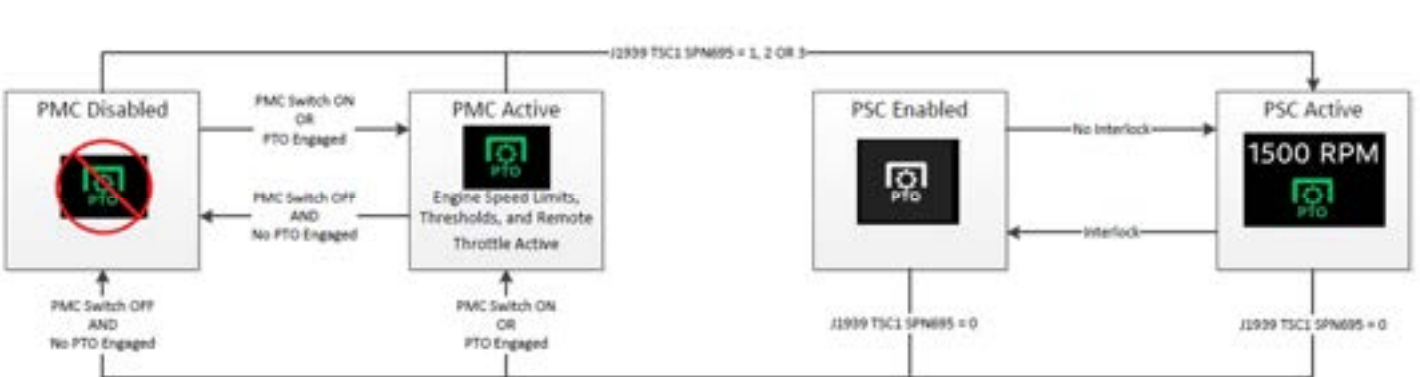 J1939 TSC1 SPN695 = 1, 2 OR 3
PMC Disabled
PTO
PMC Switch ON
OR
PTO Engaged
PMC Switch OFF
AND
No PTO Engaged
PMC Active
PTO
Engine Speed Limits,
Thresholds, and Remote
Throttle Active
PSC Enabled
PTO
No Interlock
Interlock
PSC Active
1500 RPM
PTO
PMC Switch OFF
AND
No PTO Engaged
PMC Switch ON
OR
PTO Engaged
J1939 TSC1 SPN695 = 0
J1939 TSC1 SPN695 = 0